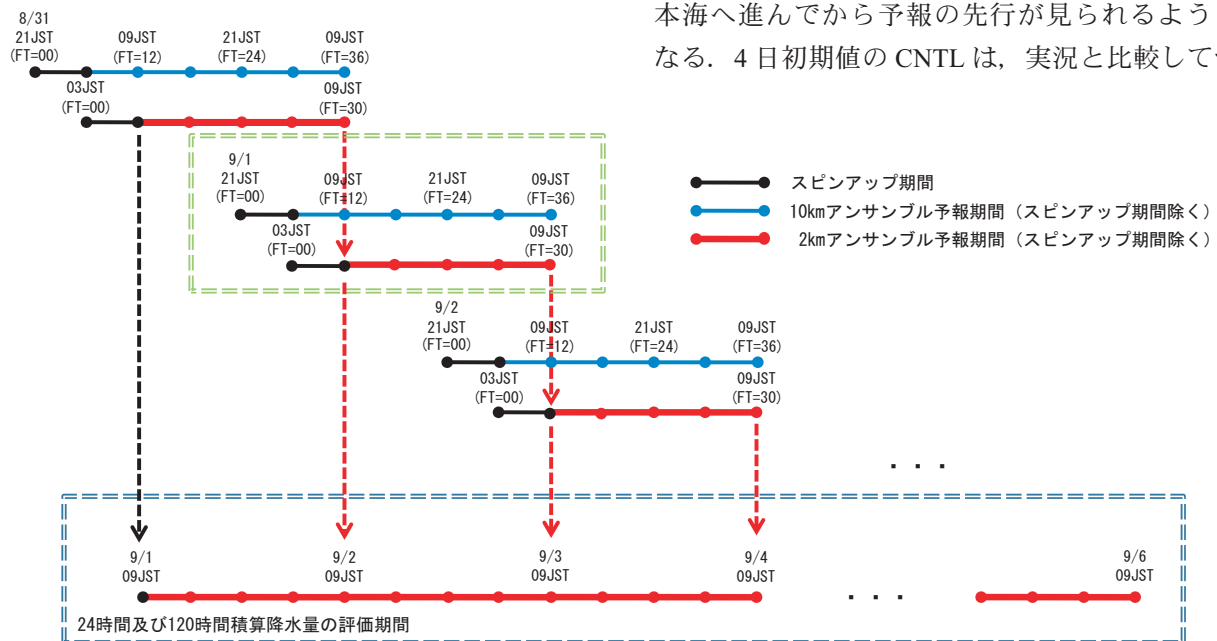 本海へ進んでから予報の先行が見られるよう
なる．4 日初期値の CNTL は，実況と比較して
8/31
21JST 09JST 21JST 09JST
(FT=00) (FT=12) (FT=24) (FT=36)
03JST 09JST
(FT=00) (FT=30)
9/1
21JST 09JST 21JST 09JST
(FT=00) (FT=12) (FT=24) (FT=36)
03JST 09JST
(FT=00) (FT=30)
スピンアップ期間
10kmアンサンブル予報期間（スピンアップ期間除く）
2kmアンサンブル予報期間（スピンアップ期間除く）
9/2
21JST 09JST 21JST 09JST
(FT=00) (FT=12) (FT=24) (FT=36)
03JST 09JST
(FT=00) (FT=30)
・・・
9/1 9/2 9/3 9/4 9/6
09JST 09JST 09JST 09JST 09JST
・・・
24時間及び120時間積算降水量の評価期間